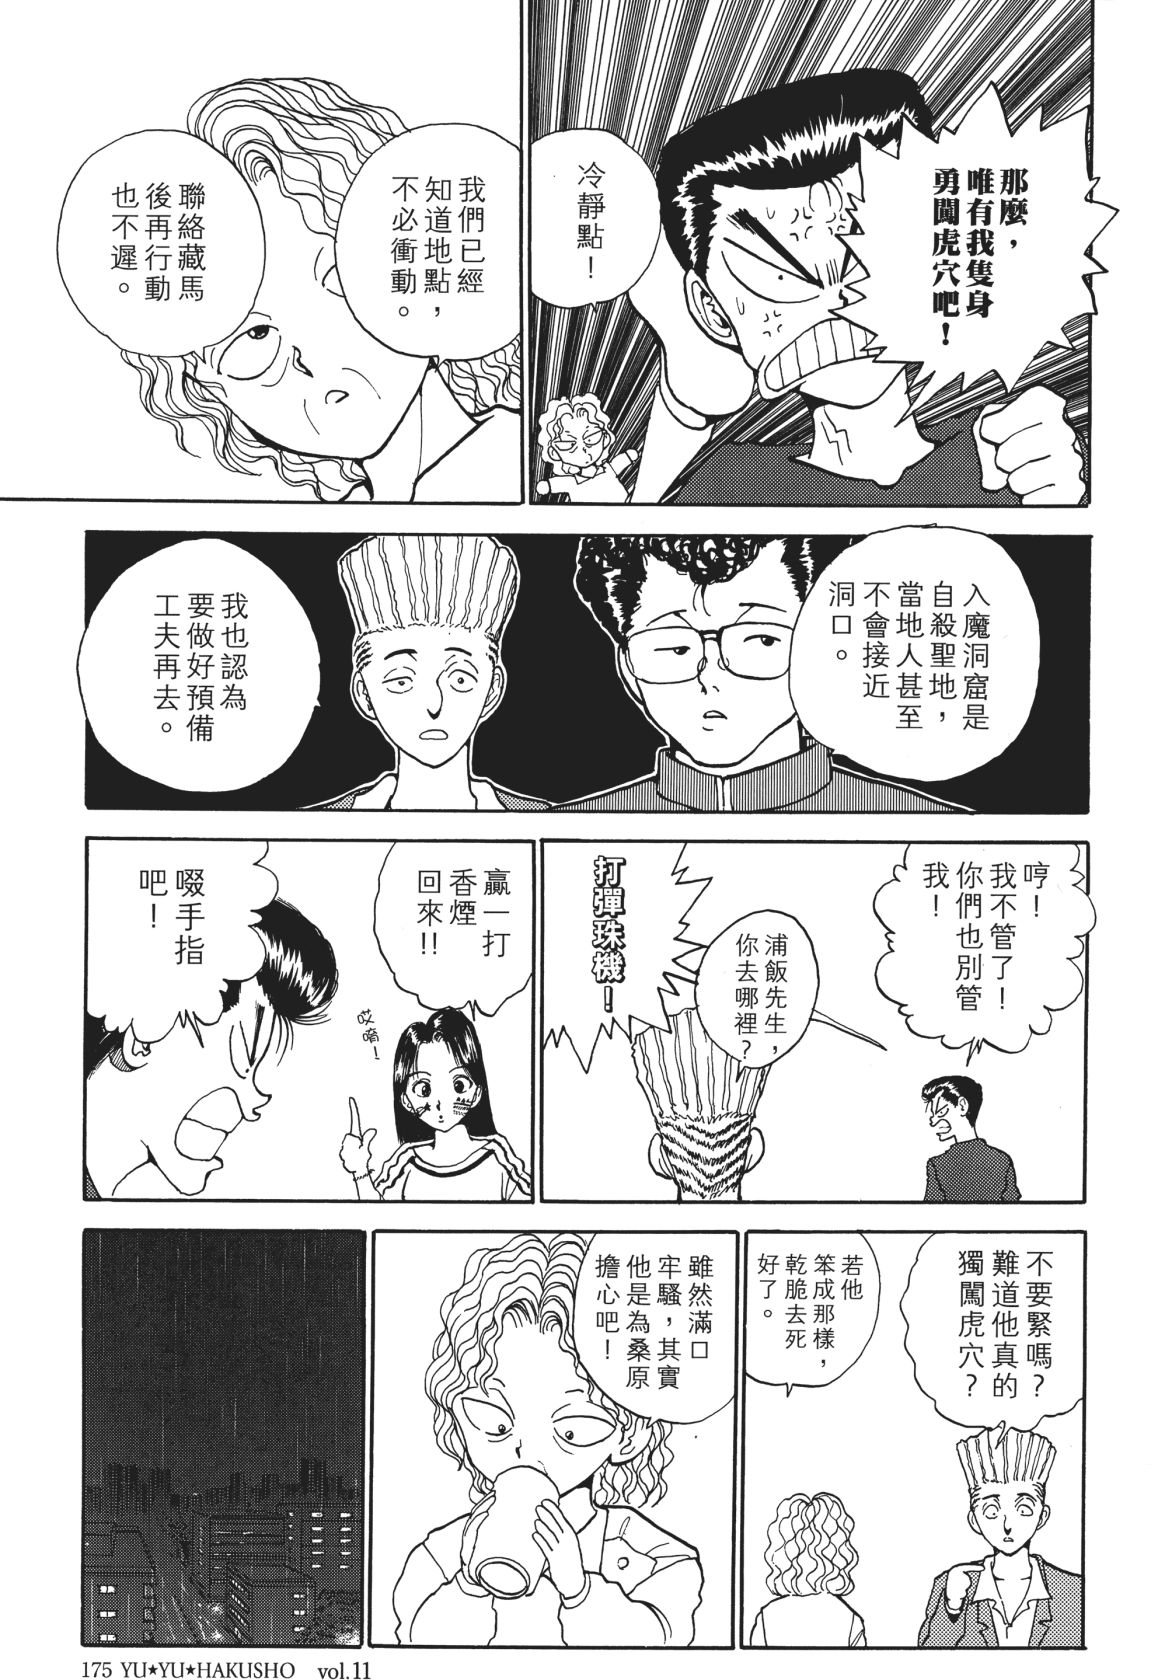 那麼，
唯有我隻身
勇闖虎穴吧！
冷靜點！
我們已經
知道地點，
不必衝動。
聯絡藏馬
後再行動
也不遲。
入魔洞窟是
自殺聖地，
當地人甚至
不會接近
洞口。
我也認為
要做好預備
工夫再去。
哼！
我不管了！
你們也別管
我！
浦飯先生，
你去哪裡？
打彈珠機！
贏一打
香煙
回來!!
哎唷！
啜手指
吧！
不要緊嗎？
難道他真的
獨闖虎穴？
若他
笨成那樣，
乾脆去死
好了。
雖然滿口
牢騷，其實
他是為桑原
擔心吧！
175 YU★YU★HAKUSHO vol.11